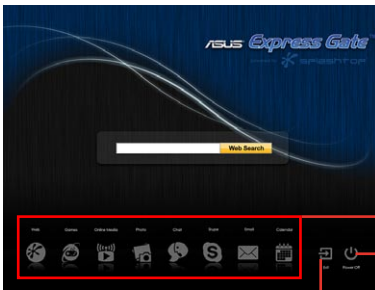 ASUS Express Gate
SPLASHTOP
Web Search
Web Games Online Media Photo Chat Skype Email Calendar
Exit Power Off